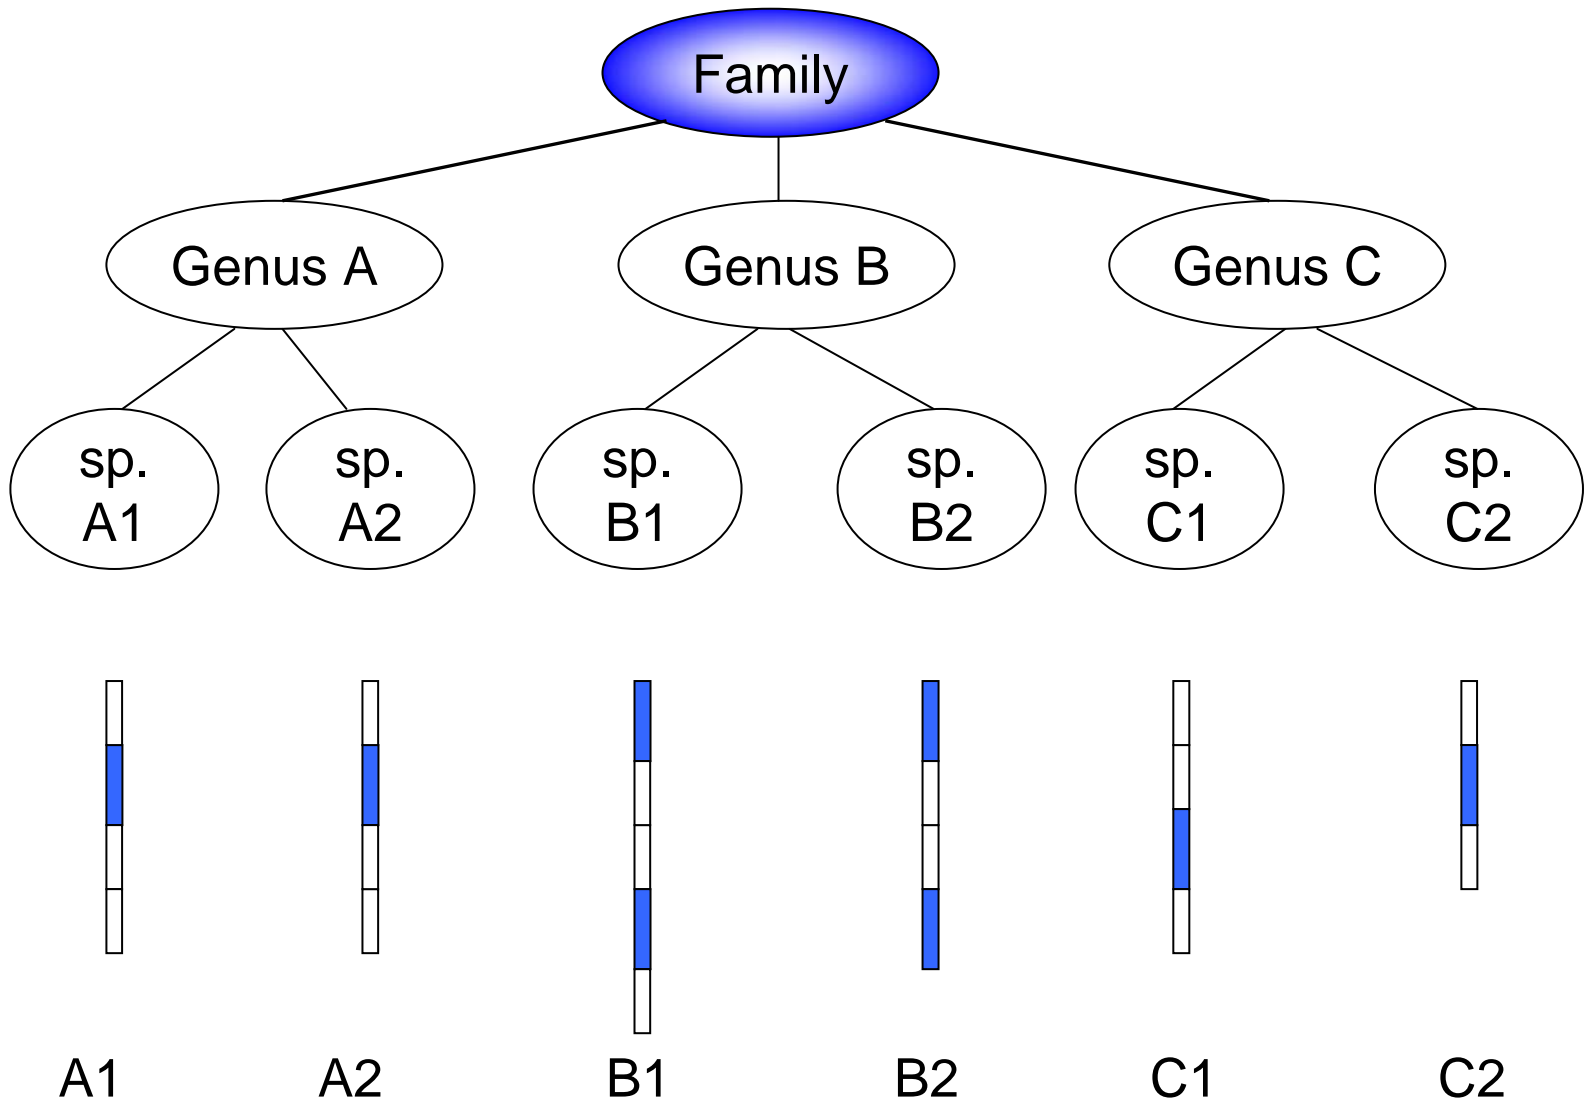 Family
Genus A
Genus B
Genus C
sp.
A1
sp.
A2
sp.
B1
sp.
B2
sp.
C1
sp.
C2
A1
A2
B1
B2
C1
C2